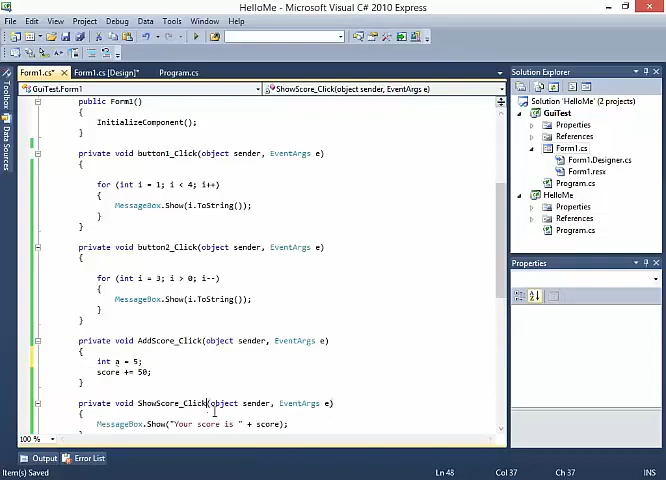 HelloMe - Microsoft Visual C# 2010 Express
File Edit View Project Debug Data Tools Window Help
Form1.cs* Form1.cs [Design]* Program.cs
GuiTest.Form1 ShowScore_Click(object sender, EventArgs e)
public Form1()
{
InitializeComponent();
}
private void button1_Click(object sender, EventArgs e)
{
for (int i = 1; i < 4; i++)
{
MessageBox.Show(i.ToString());
}
}
private void button2_Click(object sender, EventArgs e)
{
for (int i = 3; i > 0; i--)
{
MessageBox.Show(i.ToString());
}
}
private void AddScore_Click(object sender, EventArgs e)
{
int a = 5;
score += 50;
}
private void ShowScore_Click(object sender, EventArgs e)
{
MessageBox.Show("Your score is " + score);
100 %
Toolbox
Data Sources
Solution Explorer
Solution 'HelloMe' (2 projects)
GuiTest
Properties
References
Form1.cs
Form1.Designer.cs
Form1.resx
Program.cs
HelloMe
Properties
References
Program.cs
Properties
Output Error List
Item(s) Saved Ln 48 Col 37 Ch 37